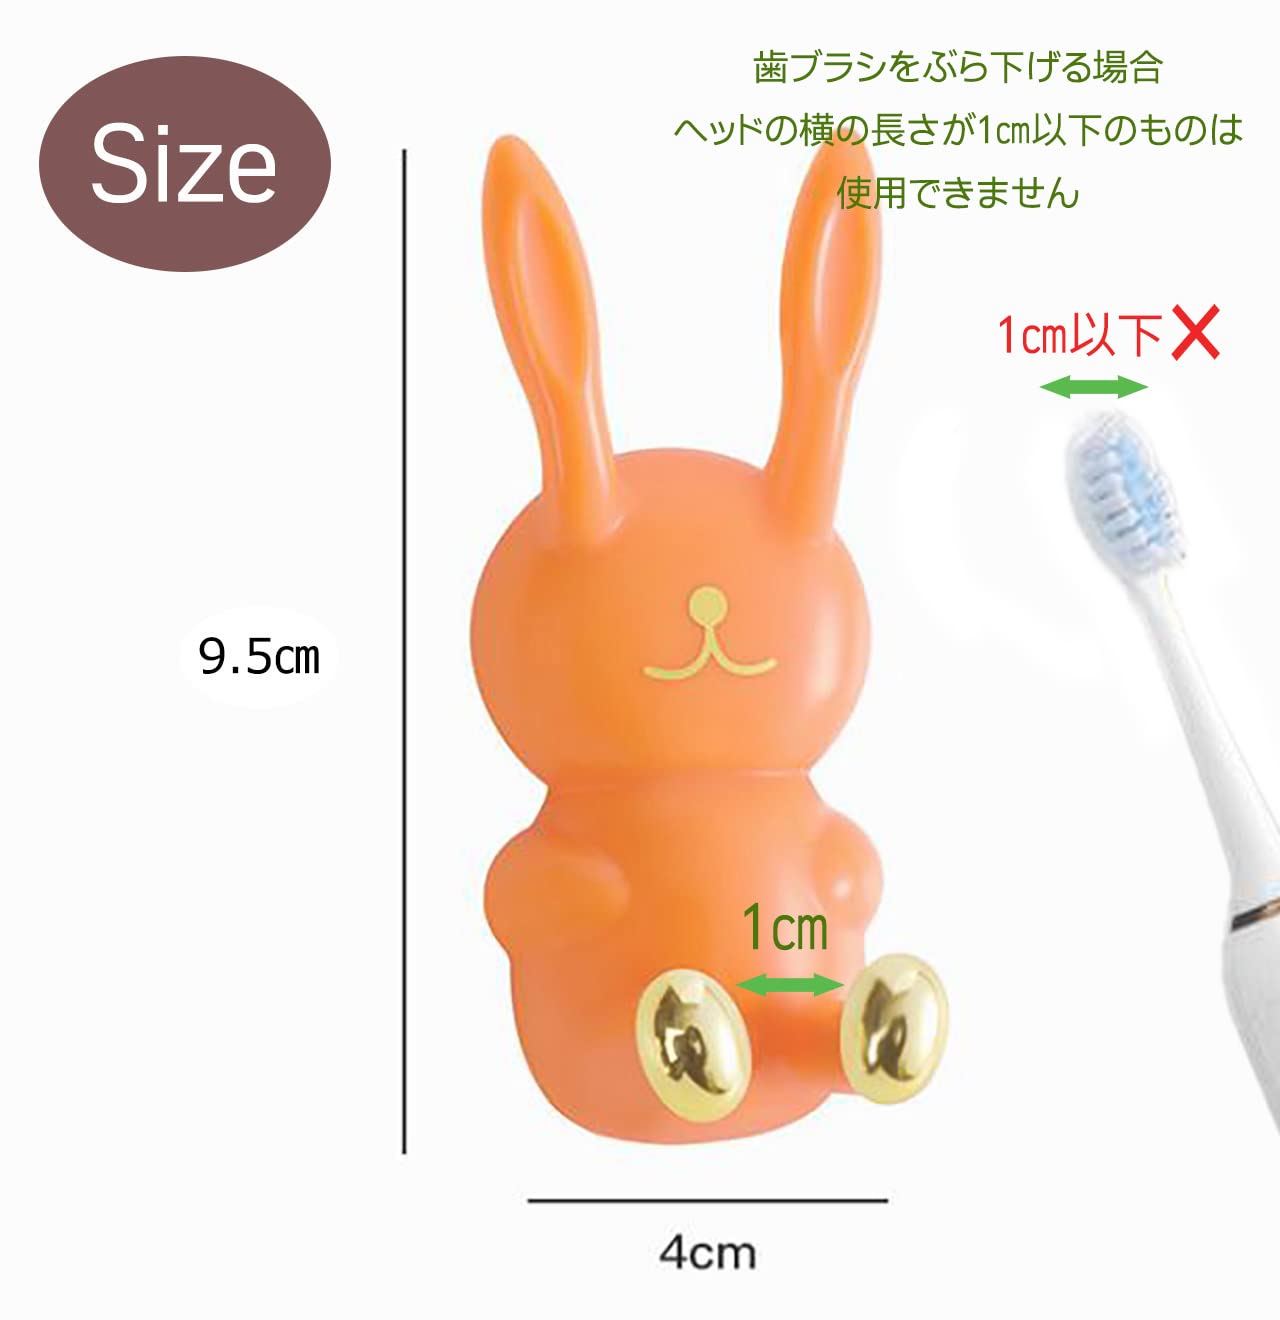 Size
歯ブラシをぶら下げる場合
ヘッドの横の長さが1cm以下のものは
使用できません
1cm以下×
9.5cm
1cm
4cm